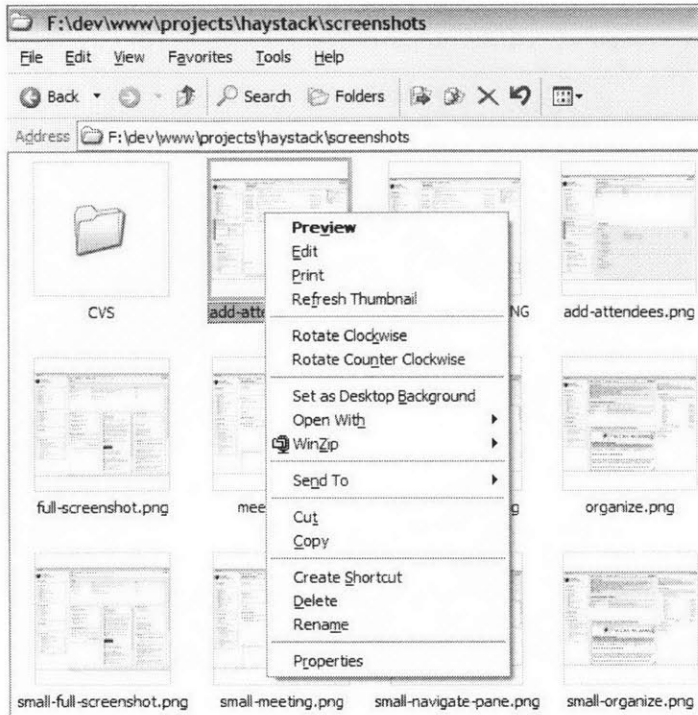 F:\dev\www\projects\haystack\screenshots
File Edit View Favorites Tools Help
Back Search Folders
Address F:\dev\www\projects\haystack\screenshots
CVS
add-atte
NG
add-attendees.png
Preview
Edit
Print
Refresh Thumbnail
Rotate Clockwise
Rotate Counter Clockwise
Set as Desktop Background
Open With
WinZip
Send To
Cut
Copy
Create Shortcut
Delete
Rename
Properties
full-screenshot.png
mee
g
organize.png
small-full-screenshot.png
small-meeting.png
small-navigate-pane.png
small-organize.png